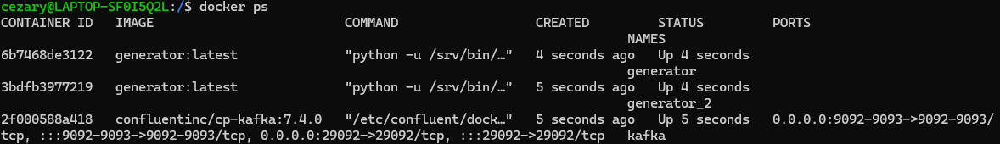 cezary@LAPTOP-SF0I5Q2L:/$ docker ps
CONTAINER ID   IMAGE                             COMMAND                  CREATED         STATUS         PORTS
                                                                                          NAMES
6b7468de3122   generator:latest                  "python -u /srv/bin/…"   4 seconds ago   Up 4 seconds
                                                                                          generator
3bdfb3977219   generator:latest                  "python -u /srv/bin/…"   5 seconds ago   Up 4 seconds
                                                                                          generator_2
2f000588a418   confluentinc/cp-kafka:7.4.0   "/etc/confluent/dock…"   5 seconds ago   Up 5 seconds   0.0.0.0:9092-9093->9092-9093/
tcp, :::9092-9093->9092-9093/tcp, 0.0.0.0:29092->29092/tcp, :::29092->29092/tcp   kafka